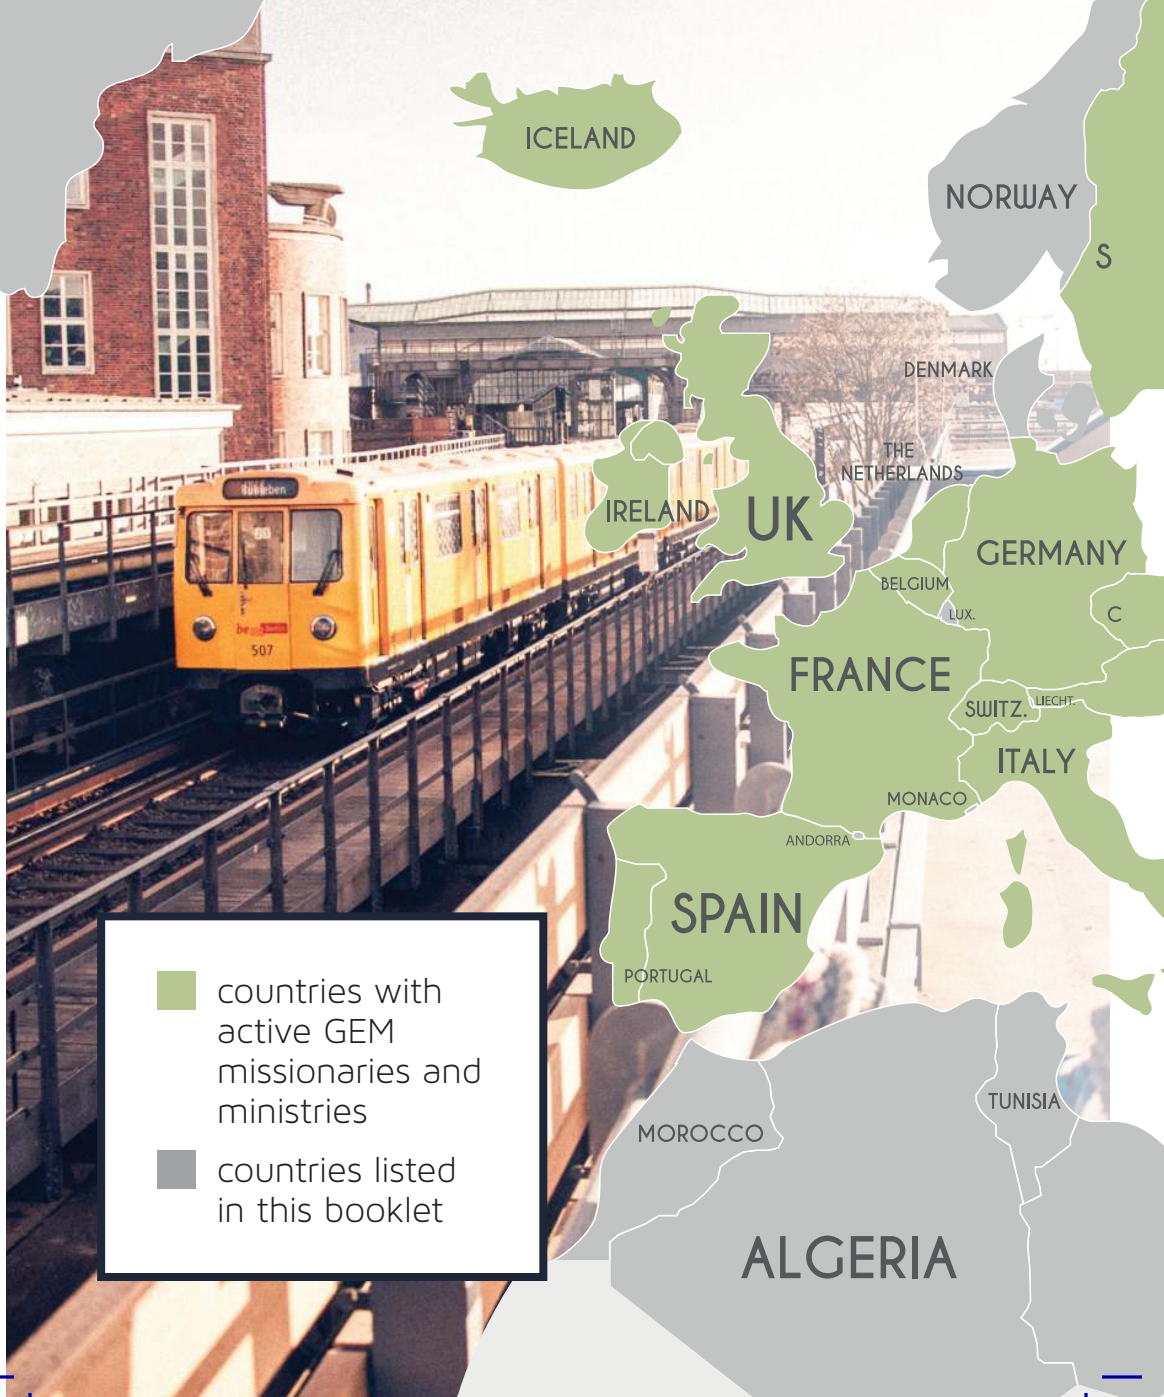 ICELAND
NORWAY
S
DENMARK
THE
NETHERLANDS
IRELAND
UK
GERMANY
BELGIUM
LUX.
C
FRANCE
SWITZ.
LIECHT.
ITALY
MONACO
ANDORRA
SPAIN
PORTUGAL
MOROCCO
TUNISIA
ALGERIA
Ruhleben
507
countries with
active GEM
missionaries and
ministries
countries listed
in this booklet